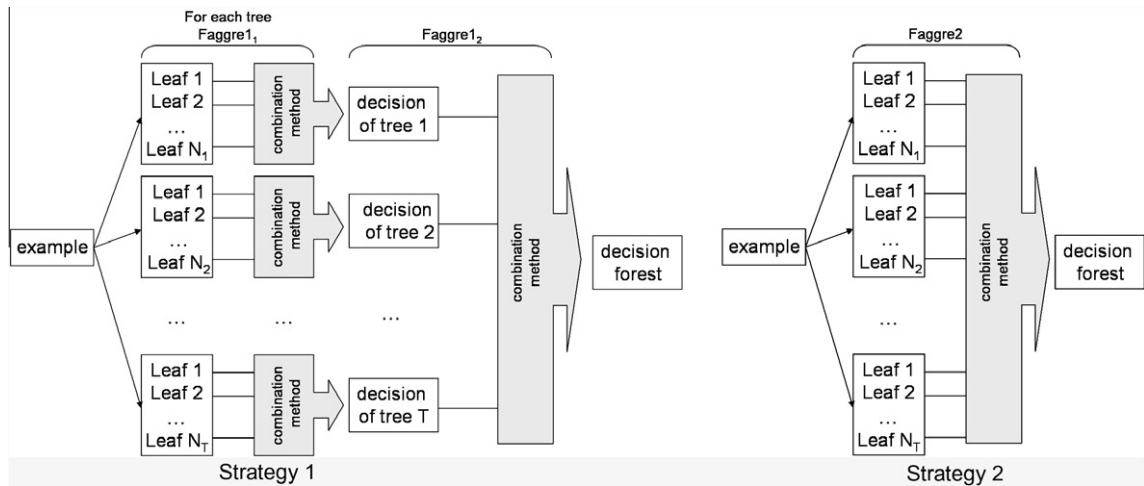 For each tree
Faggre1₁
Faggre1₂
Leaf 1
Leaf 2
…
Leaf N₁
combination
method
decision
of tree 1
Leaf 1
Leaf 2
…
Leaf N₂
combination
method
decision
of tree 2
example
…
…
…
Leaf 1
Leaf 2
…
Leaf N_T
combination
method
decision
of tree T
combination
method
decision
forest
Strategy 1
Faggre2
Leaf 1
Leaf 2
…
Leaf N₁
Leaf 1
Leaf 2
…
Leaf N₂
example
…
Leaf 1
Leaf 2
…
Leaf N_T
combination
method
decision
forest
Strategy 2